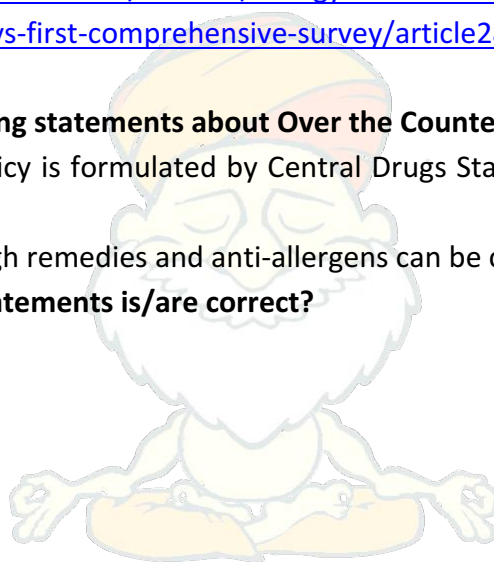 vs-first-comprehensive-survey/article2
ng statements about Over the Counte
icy is formulated by Central Drugs Sta
gh remedies and anti-allergens can be c
atements is/are correct?